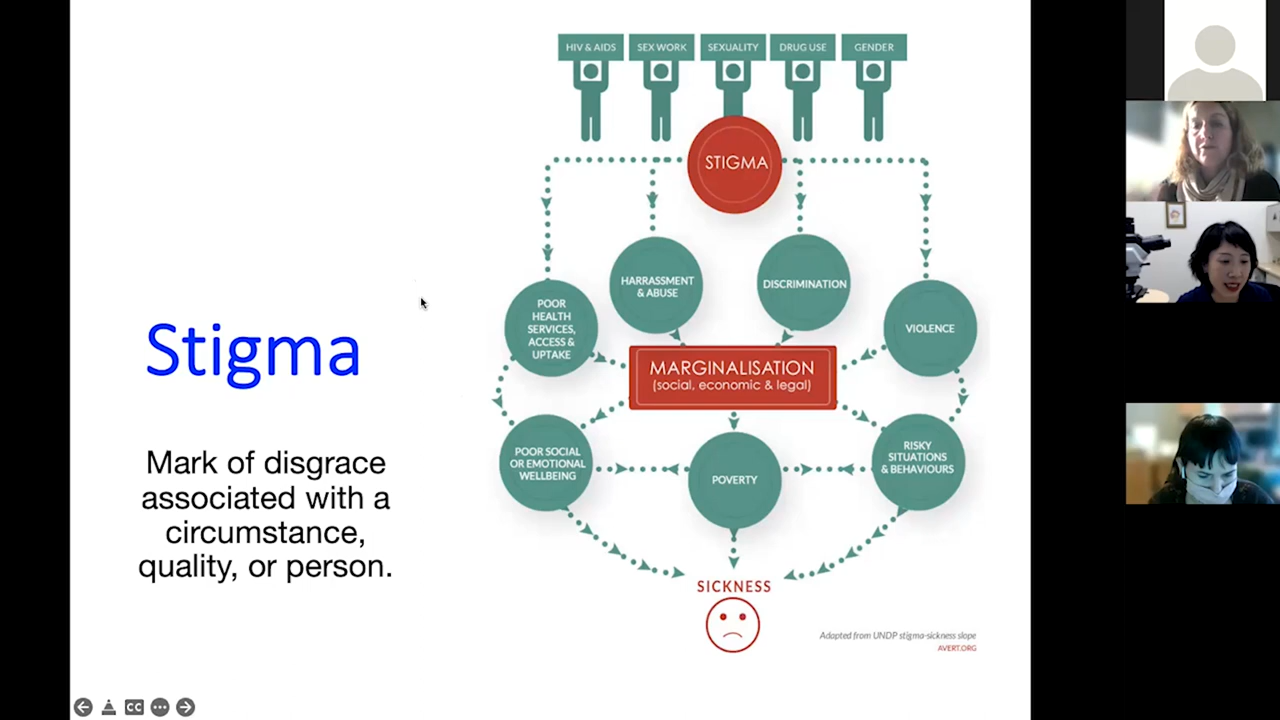 HIV & AIDS
SEX WORK
SEXUALITY
DRUG USE
GENDER
STIGMA
HARRASSMENT
& ABUSE
DISCRIMINATION
POOR
HEALTH
SERVICES,
ACCESS &
UPTAKE
VIOLENCE
MARGINALISATION
(social, economic & legal)
Stigma
Mark of disgrace
associated with a
circumstance,
quality, or person.
POOR SOCIAL
OR EMOTIONAL
WELLBEING
POVERTY
RISKY
SITUATIONS
& BEHAVIOURS
SICKNESS
Adapted from UNDP stigma-sickness slope
AVERT.ORG
CC